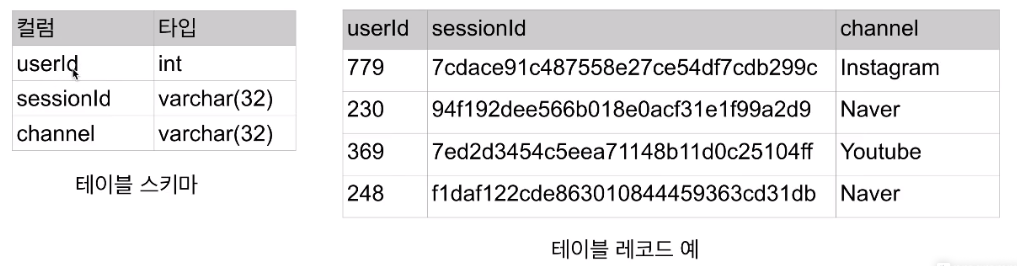 컬럼 타입
userId int
sessionId varchar(32)
channel varchar(32)
테이블 스키마
userId sessionId channel
779 7cdace91c487558e27ce54df7cdb299c Instagram
230 94f192dee566b018e0acf31e1f99a2d9 Naver
369 7ed2d3454c5eea71148b11d0c25104ff Youtube
248 f1daf122cde863010844459363cd31db Naver
테이블 레코드 예